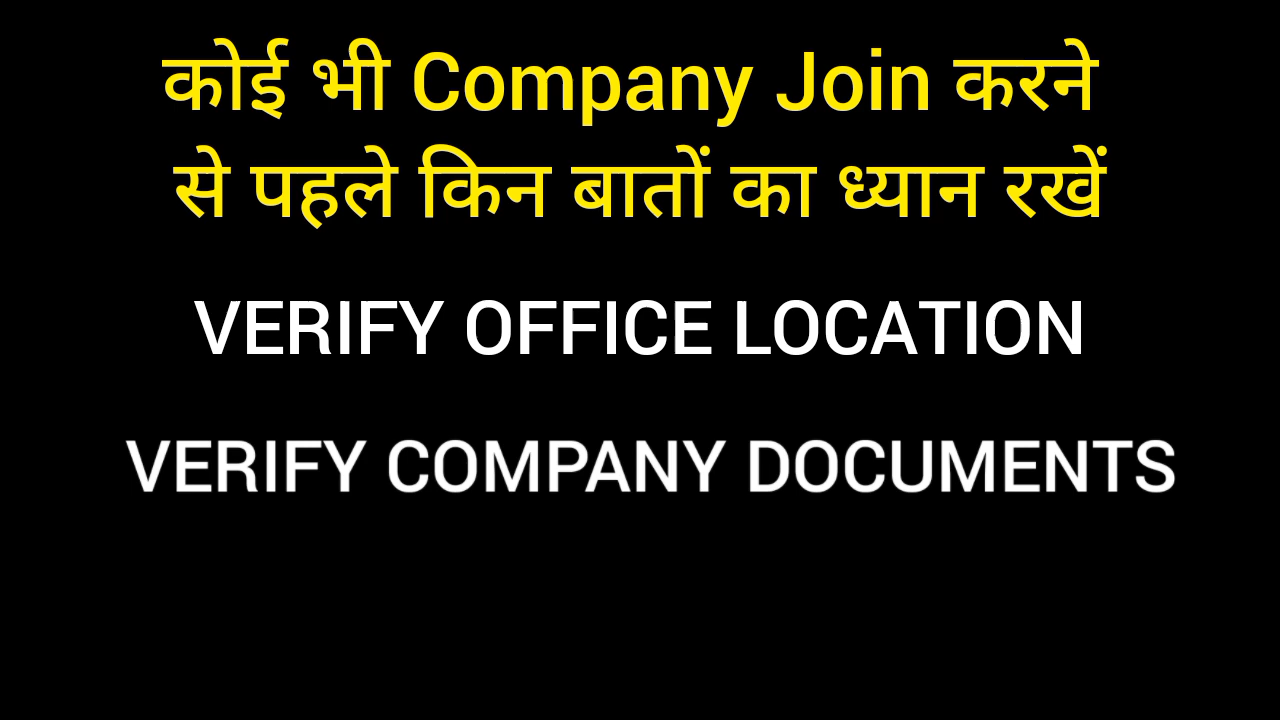 कोई भी Company Join करने
से पहले किन बातों का ध्यान रखें
VERIFY OFFICE LOCATION
VERIFY COMPANY DOCUMENTS